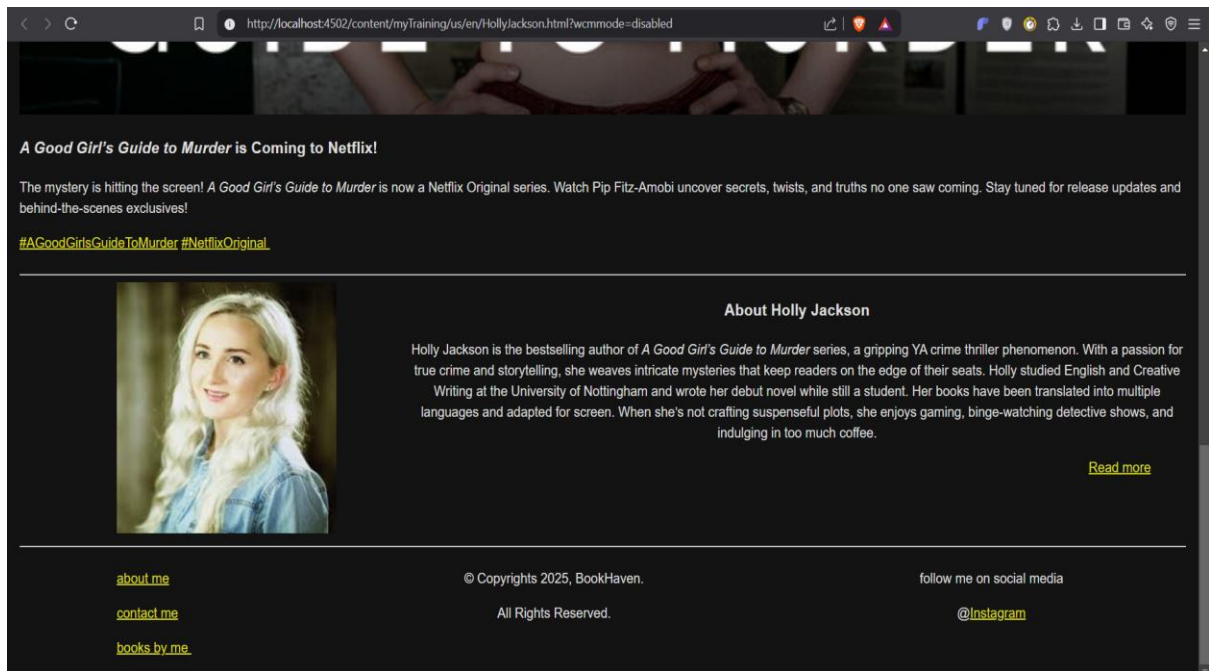 http://localhost:4502/content/myTraining/us/en/HollyJackson.html?wcmmode=disabled
GUIDE TO MURDER
A Good Girl's Guide to Murder is Coming to Netflix!
The mystery is hitting the screen! A Good Girl's Guide to Murder is now a Netflix Original series. Watch Pip Fitz-Amobi uncover secrets, twists, and truths no one saw coming. Stay tuned for release updates and
behind-the-scenes exclusives!
#AGoodGirlsGuideToMurder #NetflixOriginal
About Holly Jackson
Holly Jackson is the bestselling author of A Good Girl's Guide to Murder series, a gripping YA crime thriller phenomenon. With a passion for
true crime and storytelling, she weaves intricate mysteries that keep readers on the edge of their seats. Holly studied English and Creative
Writing at the University of Nottingham and wrote her debut novel while still a student. Her books have been translated into multiple
languages and adapted for screen. When she's not crafting suspenseful plots, she enjoys gaming, binge-watching detective shows, and
indulging in too much coffee.
Read more
about me
contact me
books by me
© Copyrights 2025, BookHaven.
All Rights Reserved.
follow me on social media
@Instagram